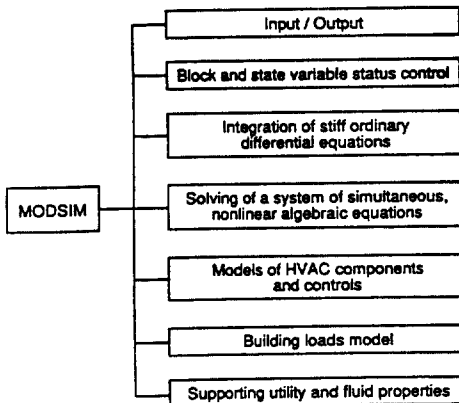 Input / Output
Block and state variable status control
Integration of stiff ordinary
differential equations
MODSIM
Solving of a system of simultaneous,
nonlinear algebraic equations
Models of HVAC components
and controls
Building loads model
Supporting utility and fluid properties